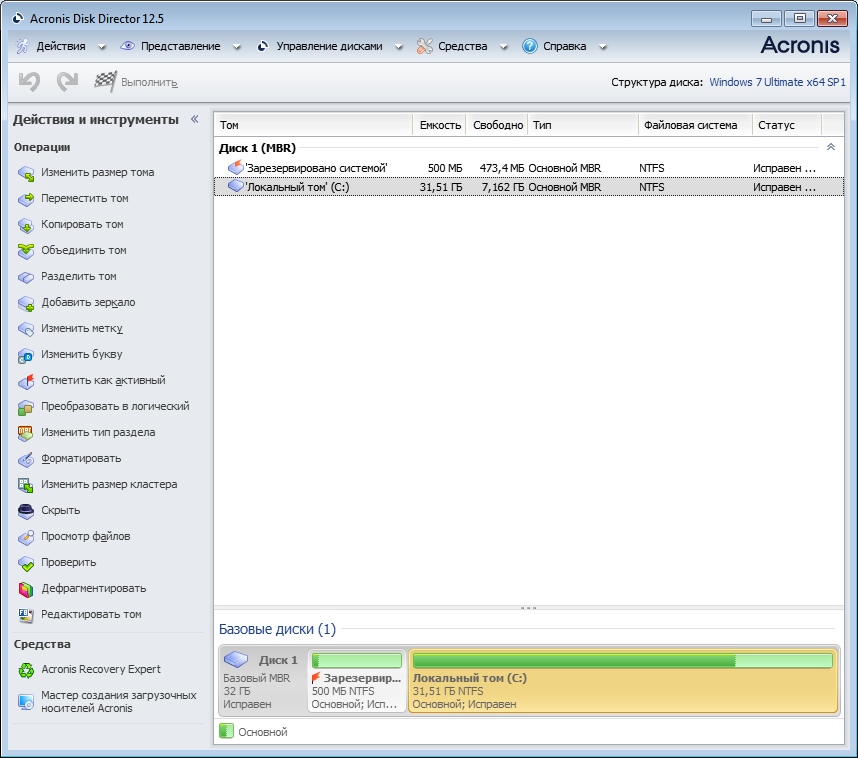 Acronis Disk Director 12.5
Действия Представление Управление дисками Средства Справка Acronis
Выполнить Структура диска: Windows 7 Ultimate x64 SP1
Действия и инструменты «
Операции
Изменить размер тома
Переместить том
Копировать том
Объединить том
Разделить том
Добавить зеркало
Изменить метку
Изменить букву
Отметить как активный
Преобразовать в логический
Изменить тип раздела
Форматировать
Изменить размер кластера
Скрыть
Просмотр файлов
Проверить
Дефрагментировать
Редактировать том
Средства
Acronis Recovery Expert
Мастер создания загрузочных
носителей Acronis
Том Емкость Свободно Тип Файловая система Статус
Диск 1 (MBR)
'Зарезервировано системой' 500 МБ 473,4 МБ Основной MBR NTFS Исправен ...
'Локальный том' (C:) 31,51 ГБ 7,162 ГБ Основной MBR NTFS Исправен ...
Базовые диски (1)
Диск 1
Базовый MBR
32 ГБ
Исправен
Зарезервир...
500 МБ NTFS
Основной; Исп...
Локальный том (C:)
31,51 ГБ NTFS
Основной; Исправен
Основной